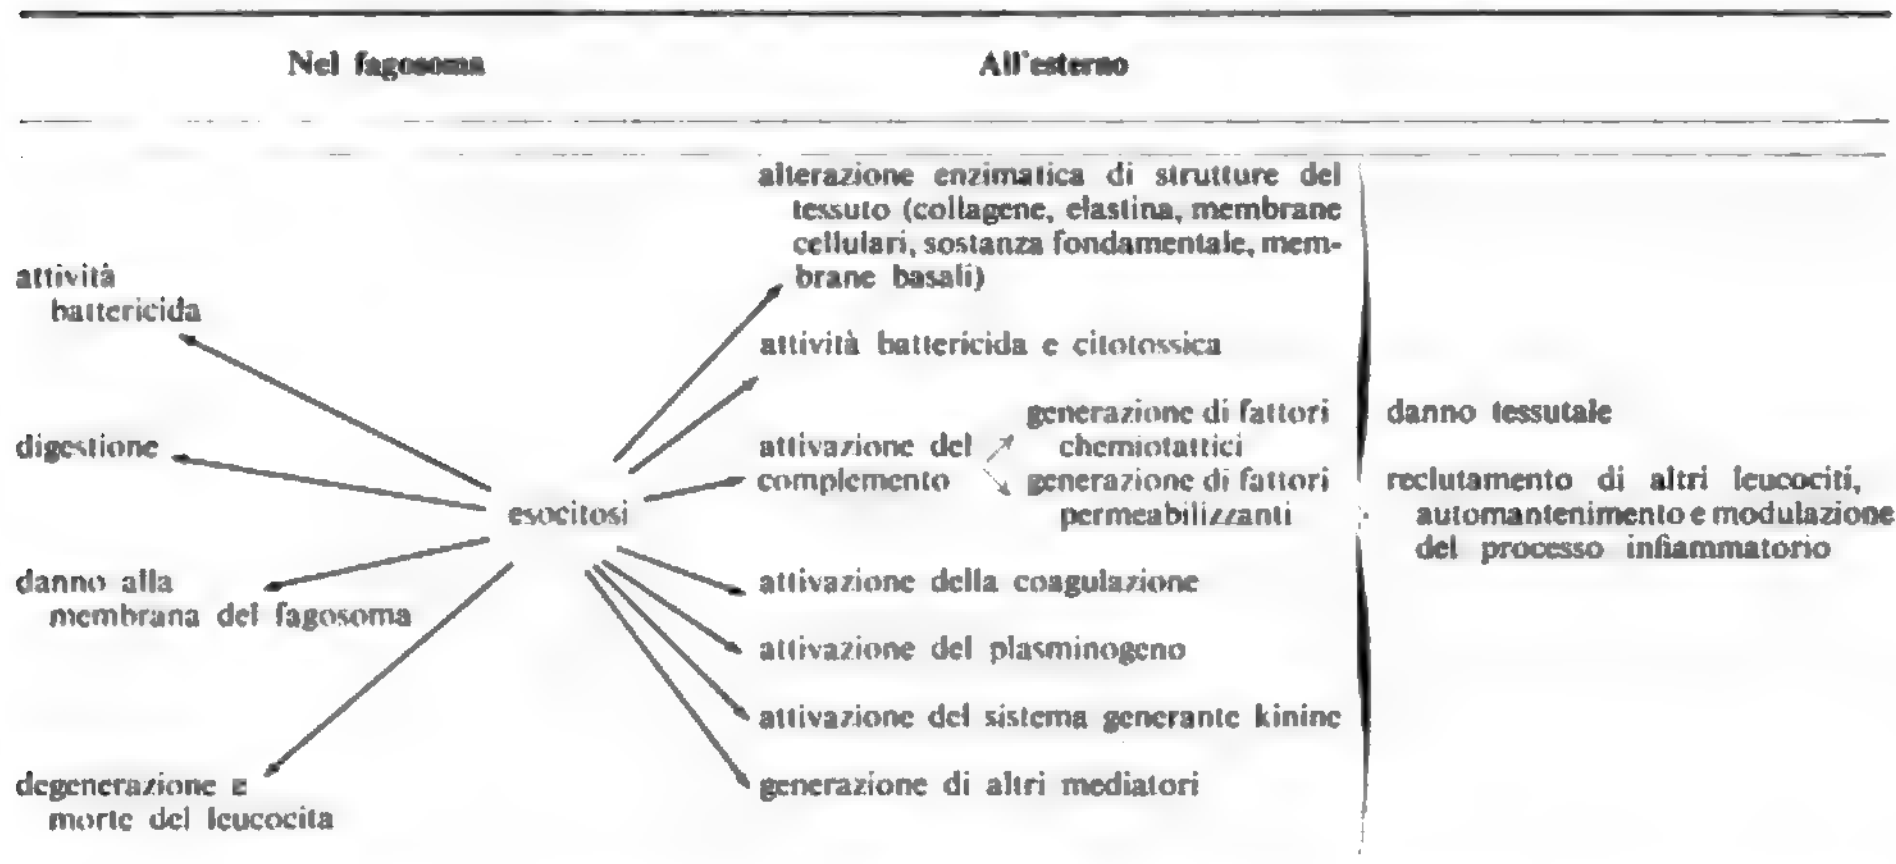 Nel fagosoma
All'esterno
attività
battericida
digestione
danno alla
membrana del fagosoma
degenerazione e
morte del leucocita
esocitosi
alterazione enzimatica di strutture del
tessuto (collagene, elastina, membrane
cellulari, sostanza fondamentale, mem-
brane basali)
attività battericida e citotossica
attivazione del
complemento
generazione di fattori
chemiotattici
generazione di fattori
permeabilizzanti
attivazione della coagulazione
attivazione del plasminogeno
attivazione del sistema generante kinine
generazione di altri mediatori
danno tessutale
reclutamento di altri leucociti,
automantenimento e modulazione
del processo infiammatorio